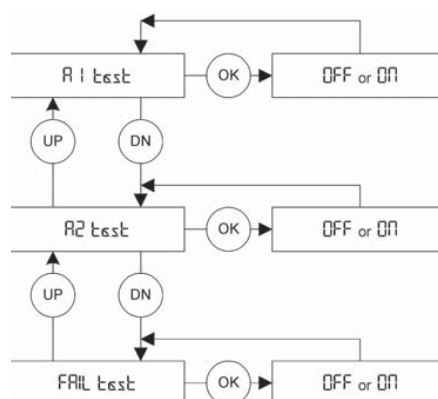 A1 test OK OFF or ON
UP DN
A2 test OK OFF or ON
UP DN
FAIL test OK OFF or ON